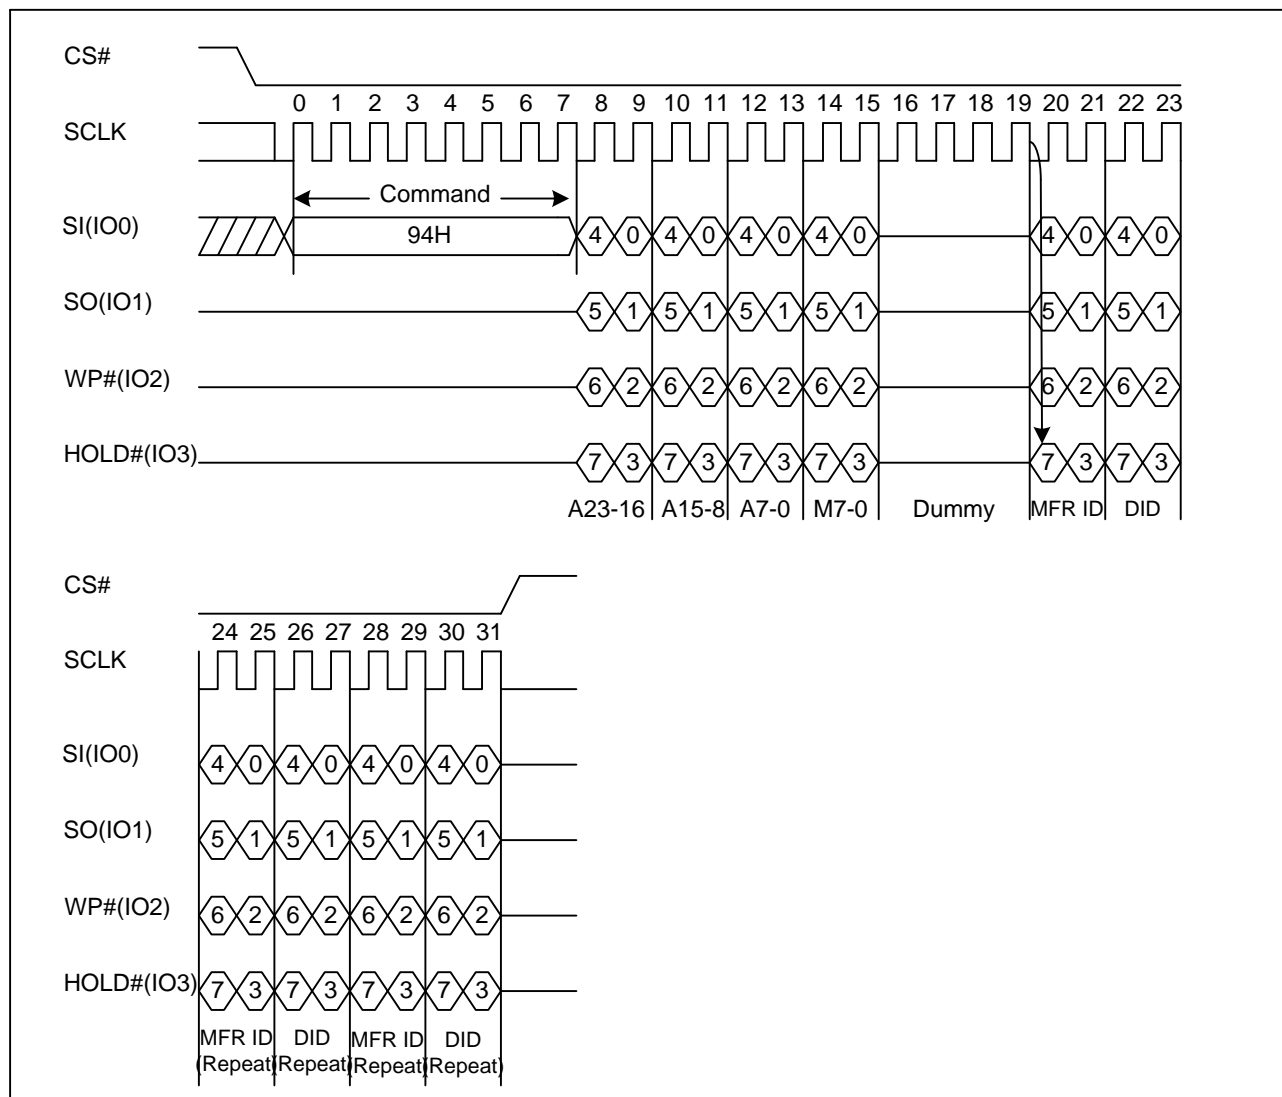 CS#
0 1 2 3 4 5 6 7 8 9 10 11 12 13 14 15 16 17 18 19 20 21 22 23
SCLK
Command
SI(IO0) 94H 4 0 4 0 4 0 4 0 4 0 4 0
SO(IO1) 5 1 5 1 5 1 5 1 5 1 5 1
WP#(IO2) 6 2 6 2 6 2 6 2 6 2 6 2
HOLD#(IO3) 7 3 7 3 7 3 7 3 7 3 7 3
A23-16 A15-8 A7-0 M7-0 Dummy MFR ID DID
CS#
24 25 26 27 28 29 30 31
SCLK
SI(IO0) 4 0 4 0 4 0 4 0
SO(IO1) 5 1 5 1 5 1 5 1
WP#(IO2) 6 2 6 2 6 2 6 2
HOLD#(IO3) 7 3 7 3 7 3 7 3
MFR ID DID MFR ID DID
(Repeat) (Repeat) (Repeat) (Repeat)